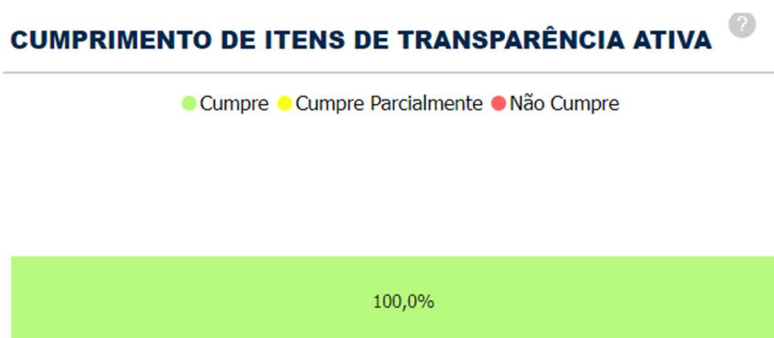 CUMPRIMENTO DE ITENS DE TRANSPARÊNCIA ATIVA ?
Cumpre Cumpre Parcialmente Não Cumpre
100,0%